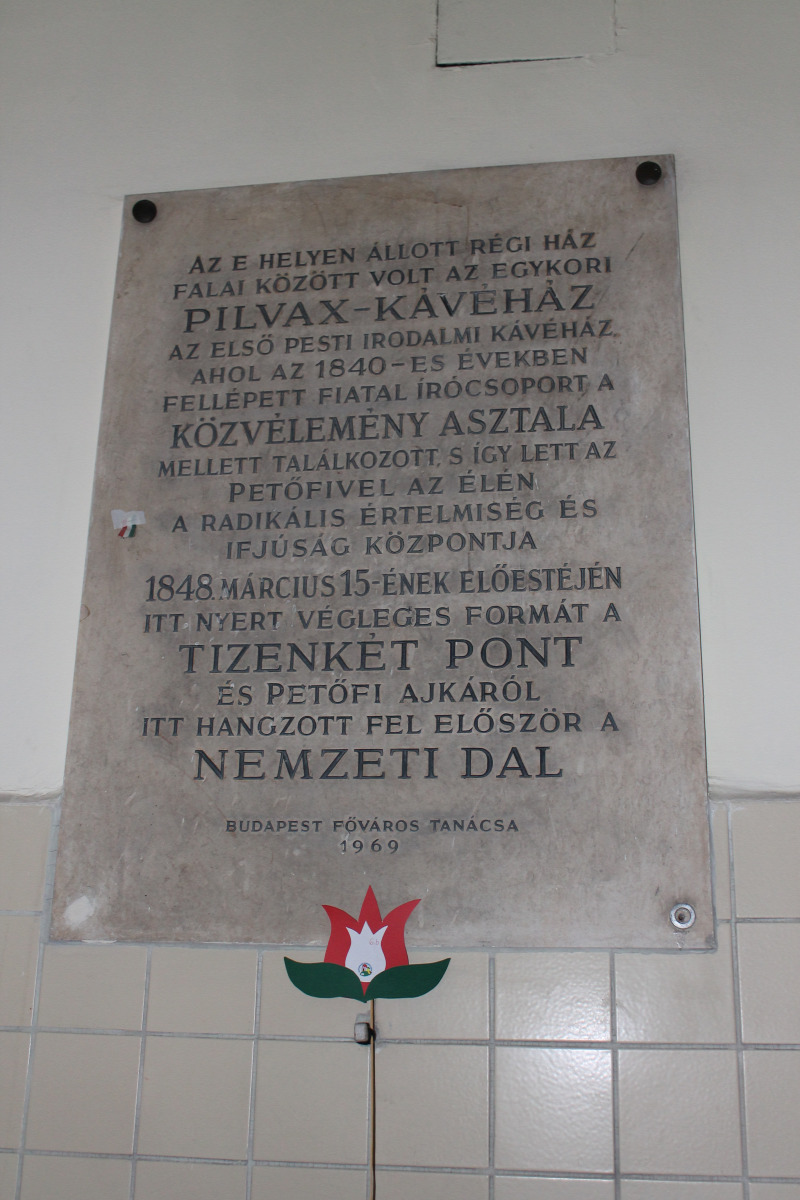 AZ E HELYEN ÁLLOTT RÉGI HÁZ
FALAI KÖZÖTT VOLT AZ EGYKORI
PILVAX-KÁVÉHÁZ
AZ ELSŐ PESTI IRODALMI KÁVÉHÁZ,
AHOL AZ 1840-ES ÉVEKBEN
FELLÉPETT FIATAL ÍRÓCSOPORT A
KÖZVÉLEMÉNY ASZTALA
MELLETT TALÁLKOZOTT, S ÍGY LETT AZ
PETŐFIVEL AZ ÉLÉN
A RADIKÁLIS ÉRTELMISÉG ÉS
IFJÚSÁG KÖZPONTJA
1848. MÁRCIUS 15-ÉNEK ELŐESTÉJÉN
ITT NYERT VÉGLEGES FORMÁT A
TIZENKÉT PONT
ÉS PETŐFI AJKÁRÓL
ITT HANGZOTT FEL ELŐSZÖR A
NEMZETI DAL
BUDAPEST FŐVÁROS TANÁCSA
1969